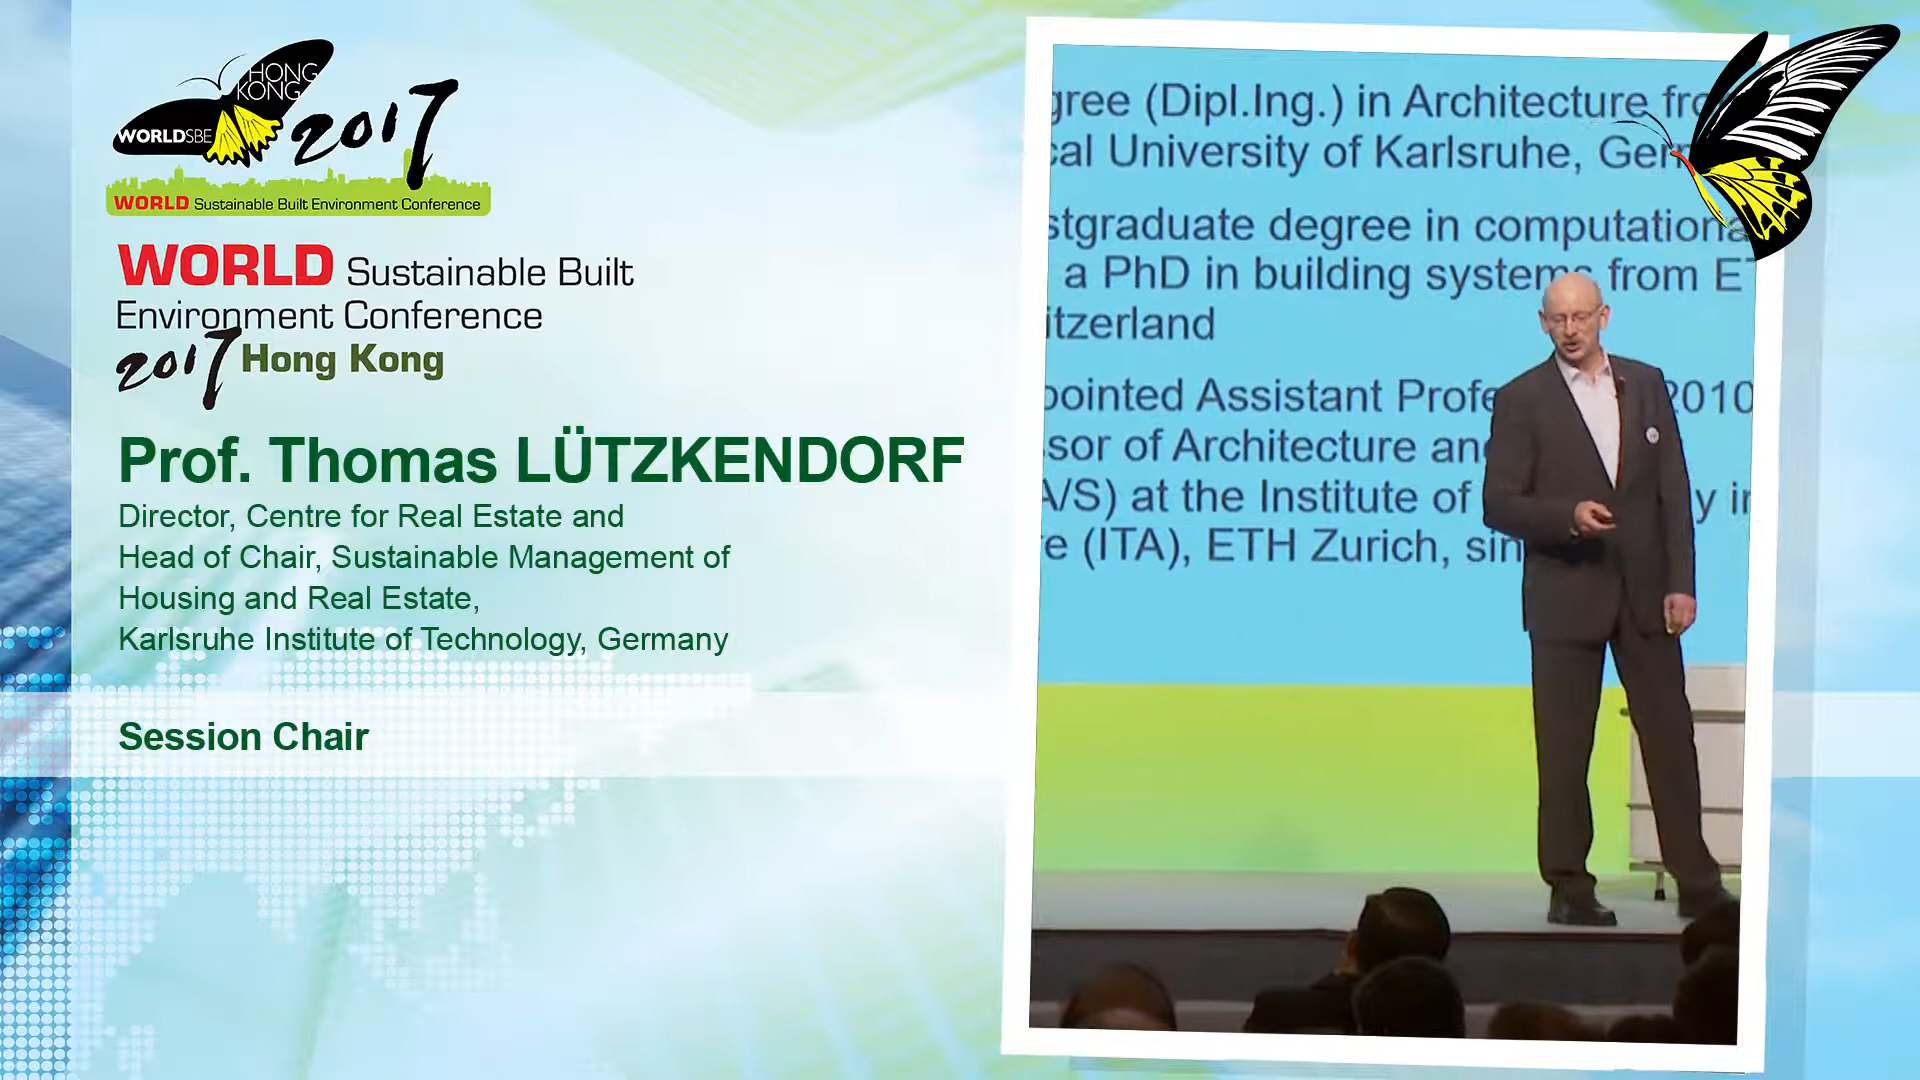 HONG
KONG
2017
WORLDSBE
WORLD Sustainable Built Environment Conference
WORLD Sustainable Built
Environment Conference
2017 Hong Kong
Prof. Thomas LÜTZKENDORF
Director, Centre for Real Estate and
Head of Chair, Sustainable Management of
Housing and Real Estate,
Karlsruhe Institute of Technology, Germany
Session Chair
gree (Dipl.Ing.) in Architecture fro
cal University of Karlsruhe, Ger
stgraduate degree in computationa
a PhD in building systems from ET
itzerland
pointed Assistant Profe 2010
ssor of Architecture an
A/S) at the Institute of y in
e (ITA), ETH Zurich, sin